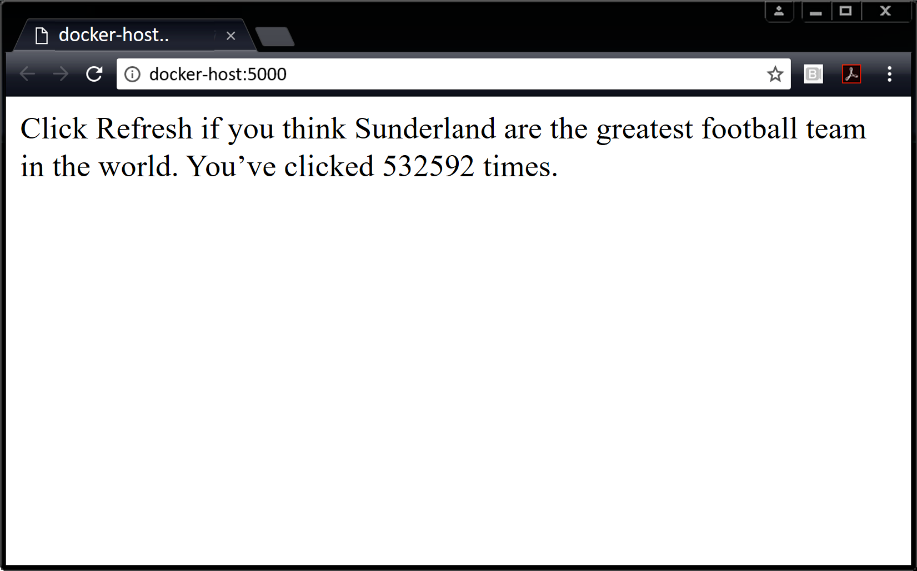 docker-host..
docker-host:5000
Click Refresh if you think Sunderland are the greatest football team
in the world. You’ve clicked 532592 times.